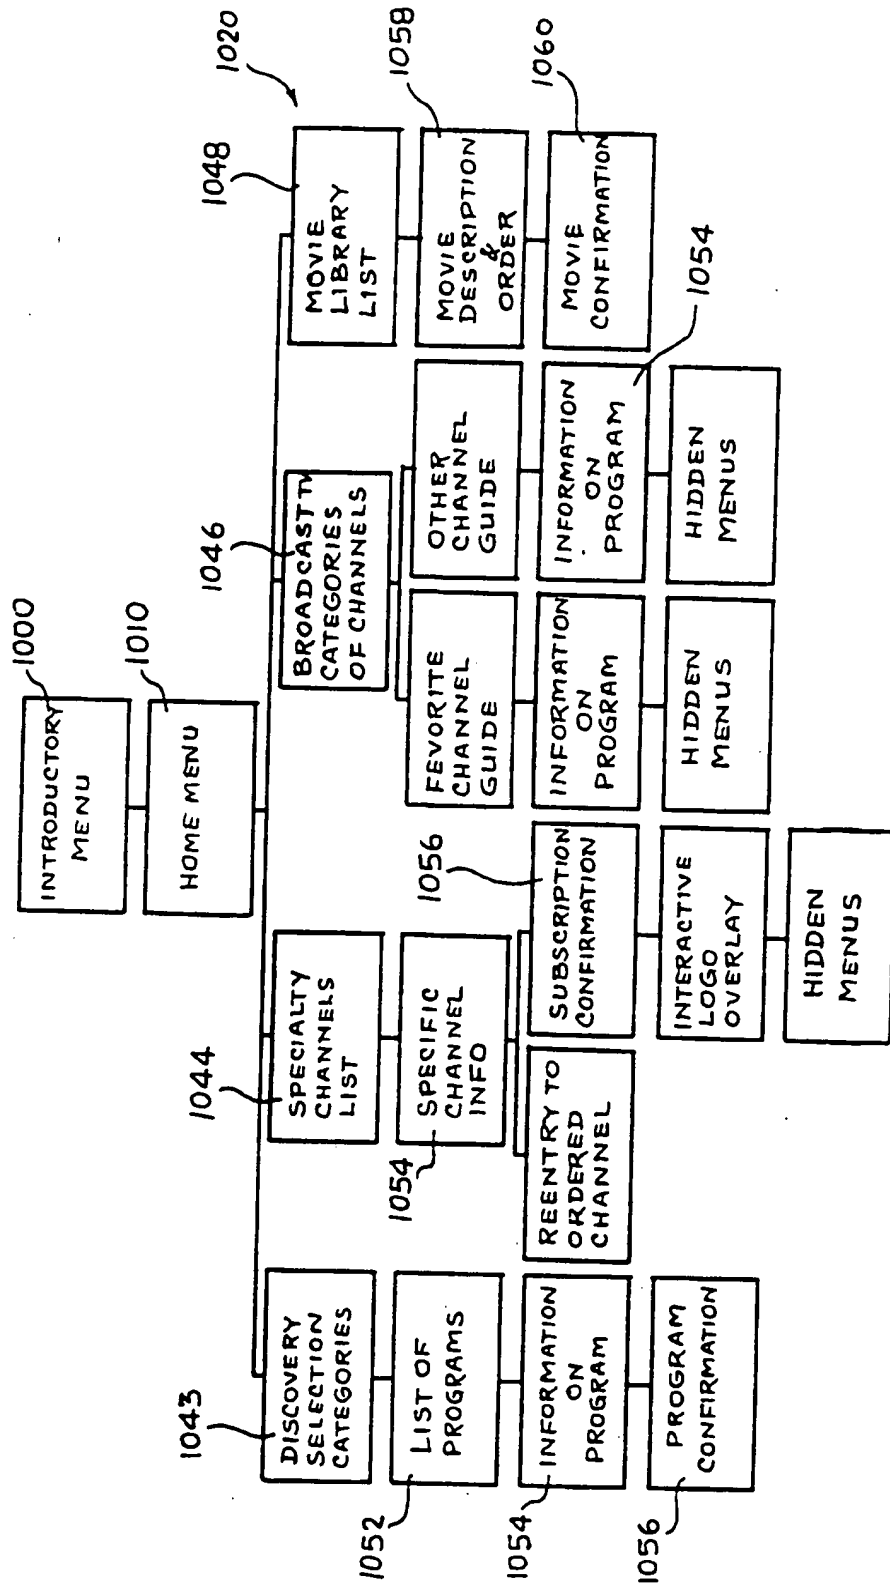 1000
INTRODUCTORY
MENU
1010
HOME MENU
1020
1043
DISCOVERY
SELECTION
CATEGORIES
1044
SPECIALTY
CHANNELS
LIST
1046
BROADCAST TV
CATEGORIES
OF CHANNELS
1048
MOVIE
LIBRARY
LIST
1052
LIST OF
PROGRAMS
1054
SPECIFIC
CHANNEL
INFO
FEVORITE
CHANNEL
GUIDE
OTHER
CHANNEL
GUIDE
1058
MOVIE
DESCRIPTION
&
ORDER
1054
INFORMATION
ON
PROGRAM
REENTRY TO
ORDERED
CHANNEL
1056
SUBSCRIPTION
CONFIRMATION
INFORMATION
ON
PROGRAM
INFORMATION
ON
PROGRAM
1054
1060
MOVIE
CONFIRMATION
1056
PROGRAM
CONFIRMATION
INTERACTIVE
LOGO
OVERLAY
HIDDEN
MENUS
HIDDEN
MENUS
HIDDEN
MENUS